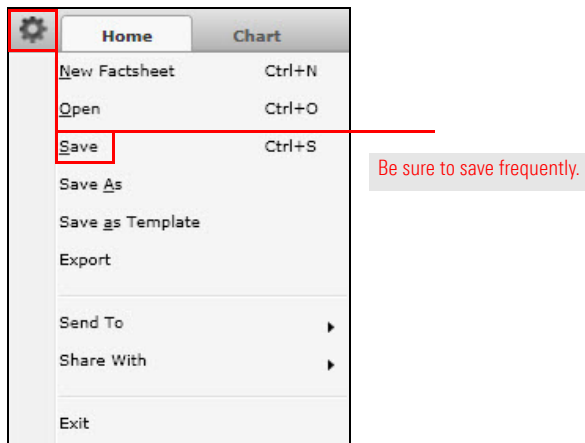 Home Chart
New Factsheet Ctrl+N
Open Ctrl+O
Save Ctrl+S
Be sure to save frequently.
Save As
Save as Template
Export
Send To
Share With
Exit